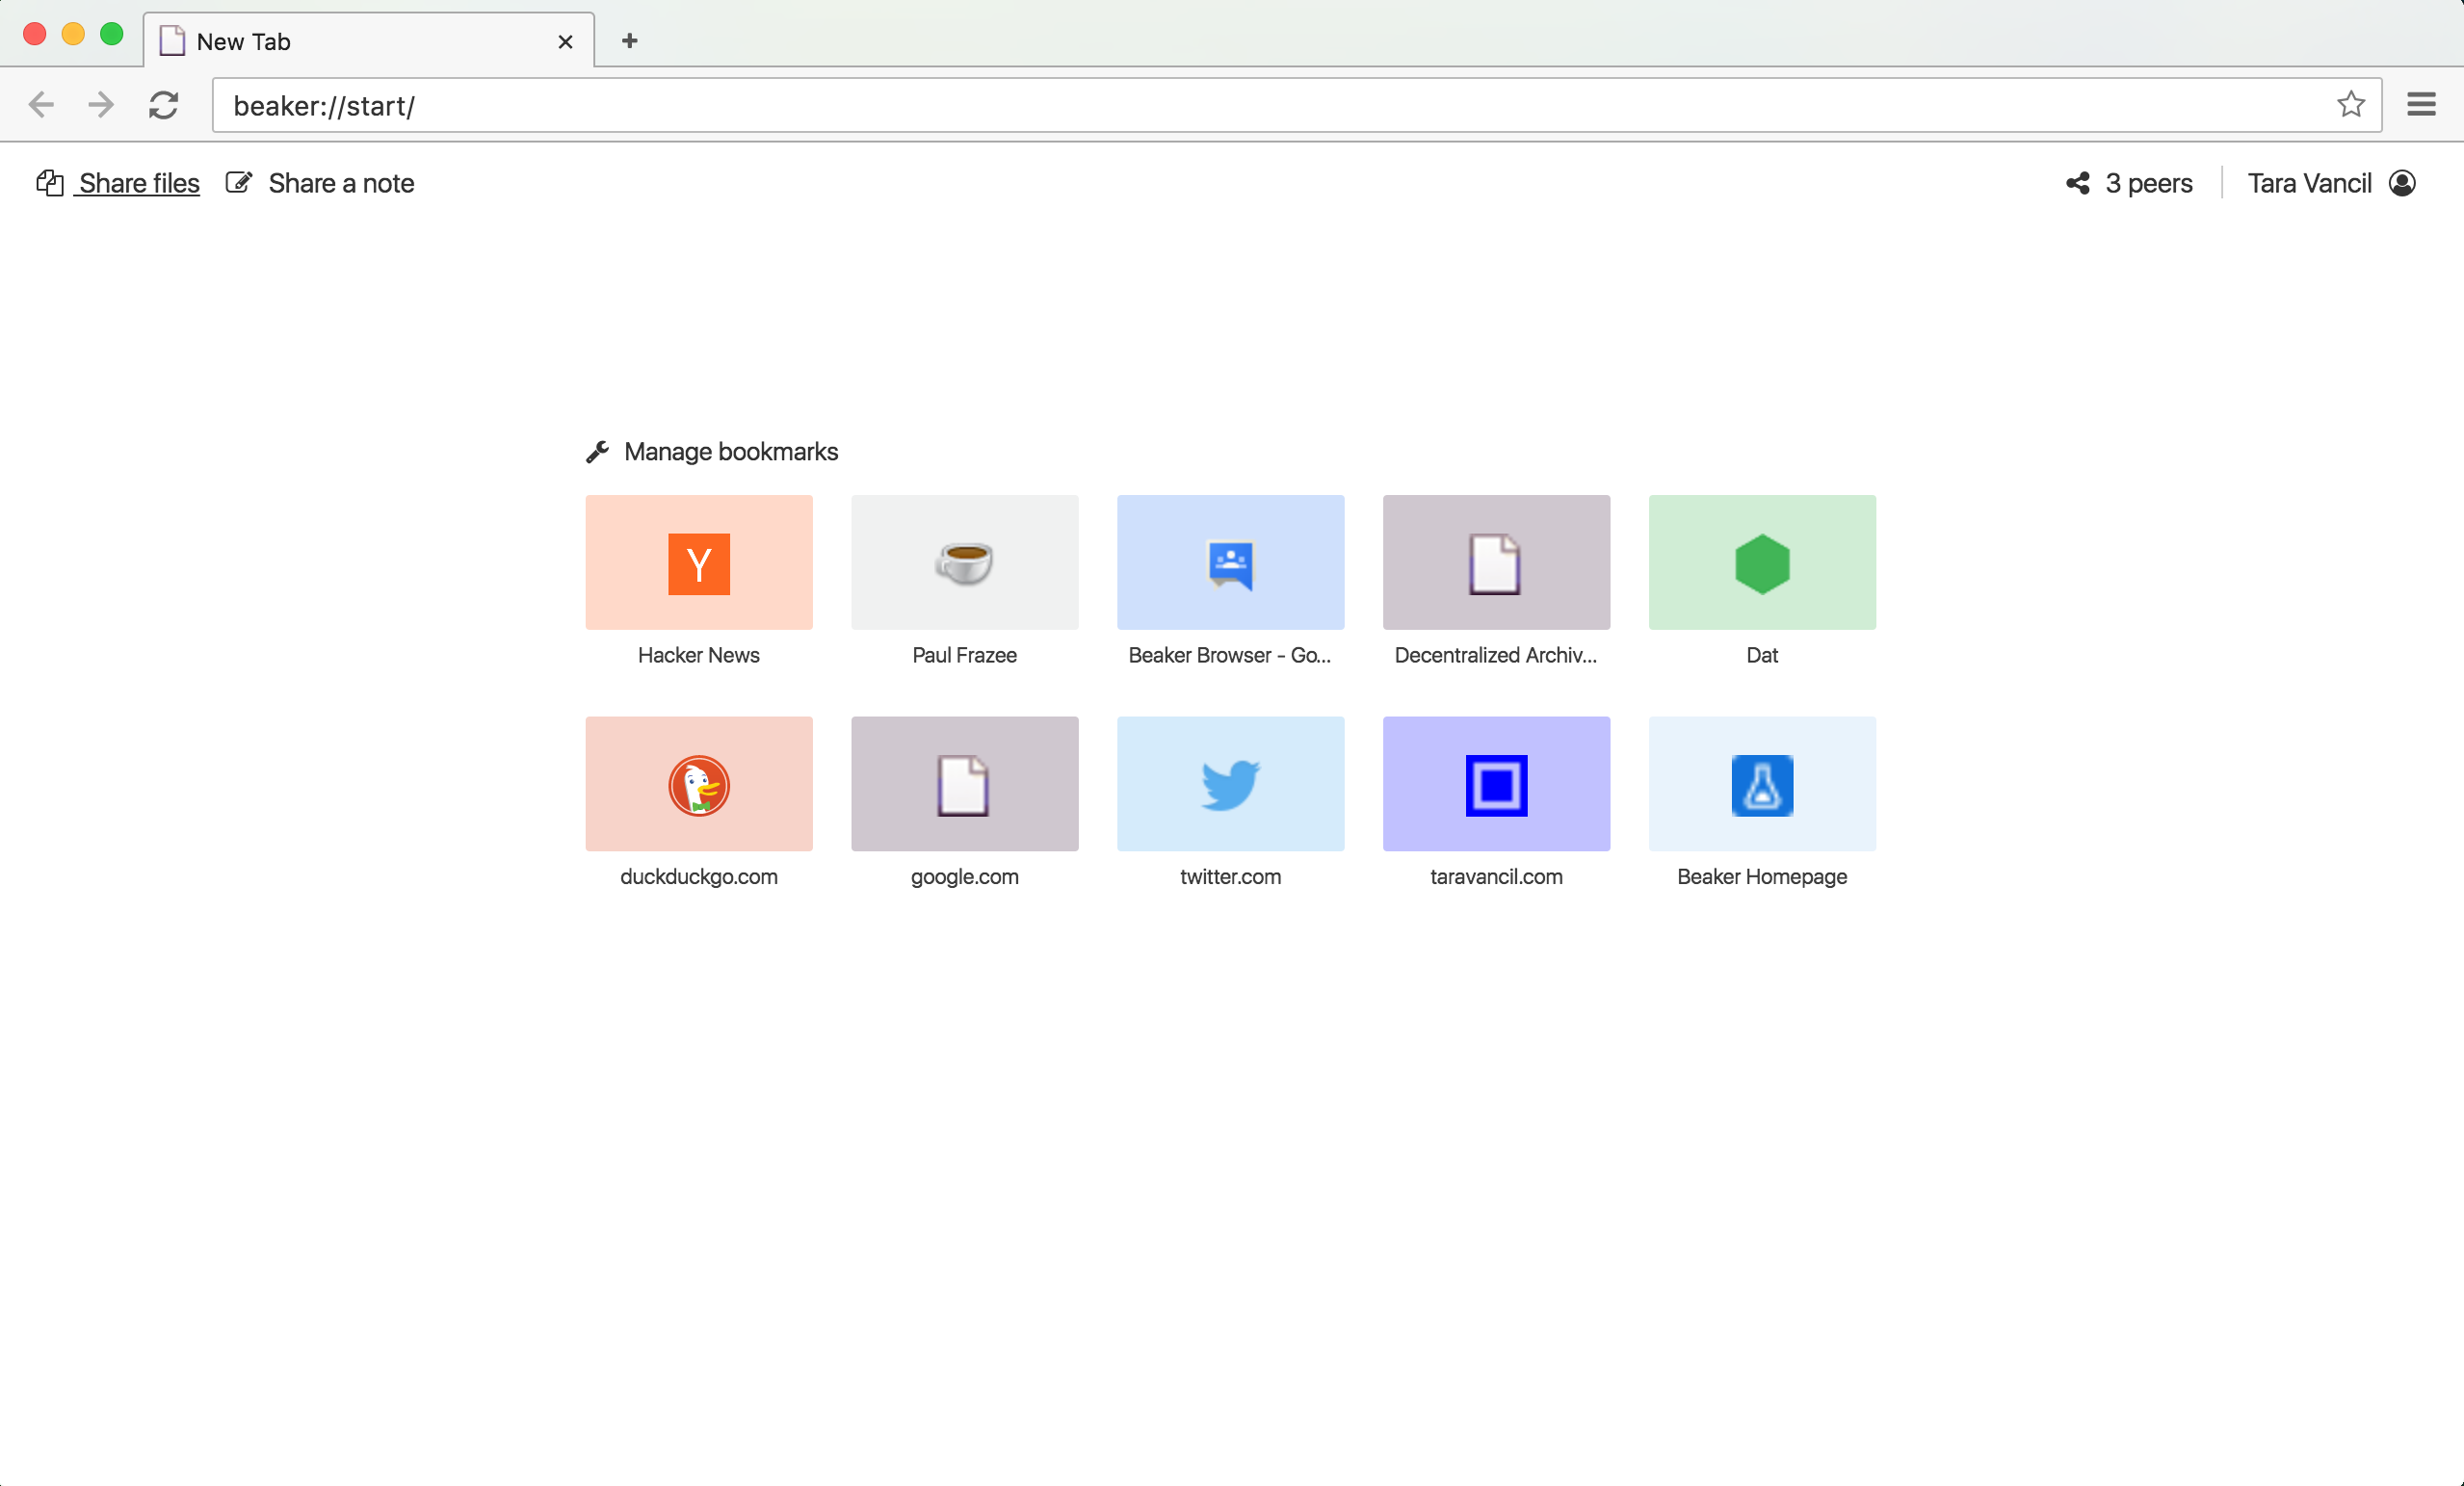 New Tab
beaker://start/
Share files Share a note 3 peers Tara Vancil
Manage bookmarks
Y
Hacker News Paul Frazee Beaker Browser - Go... Decentralized Archiv... Dat
duckduckgo.com google.com twitter.com taravancil.com Beaker Homepage